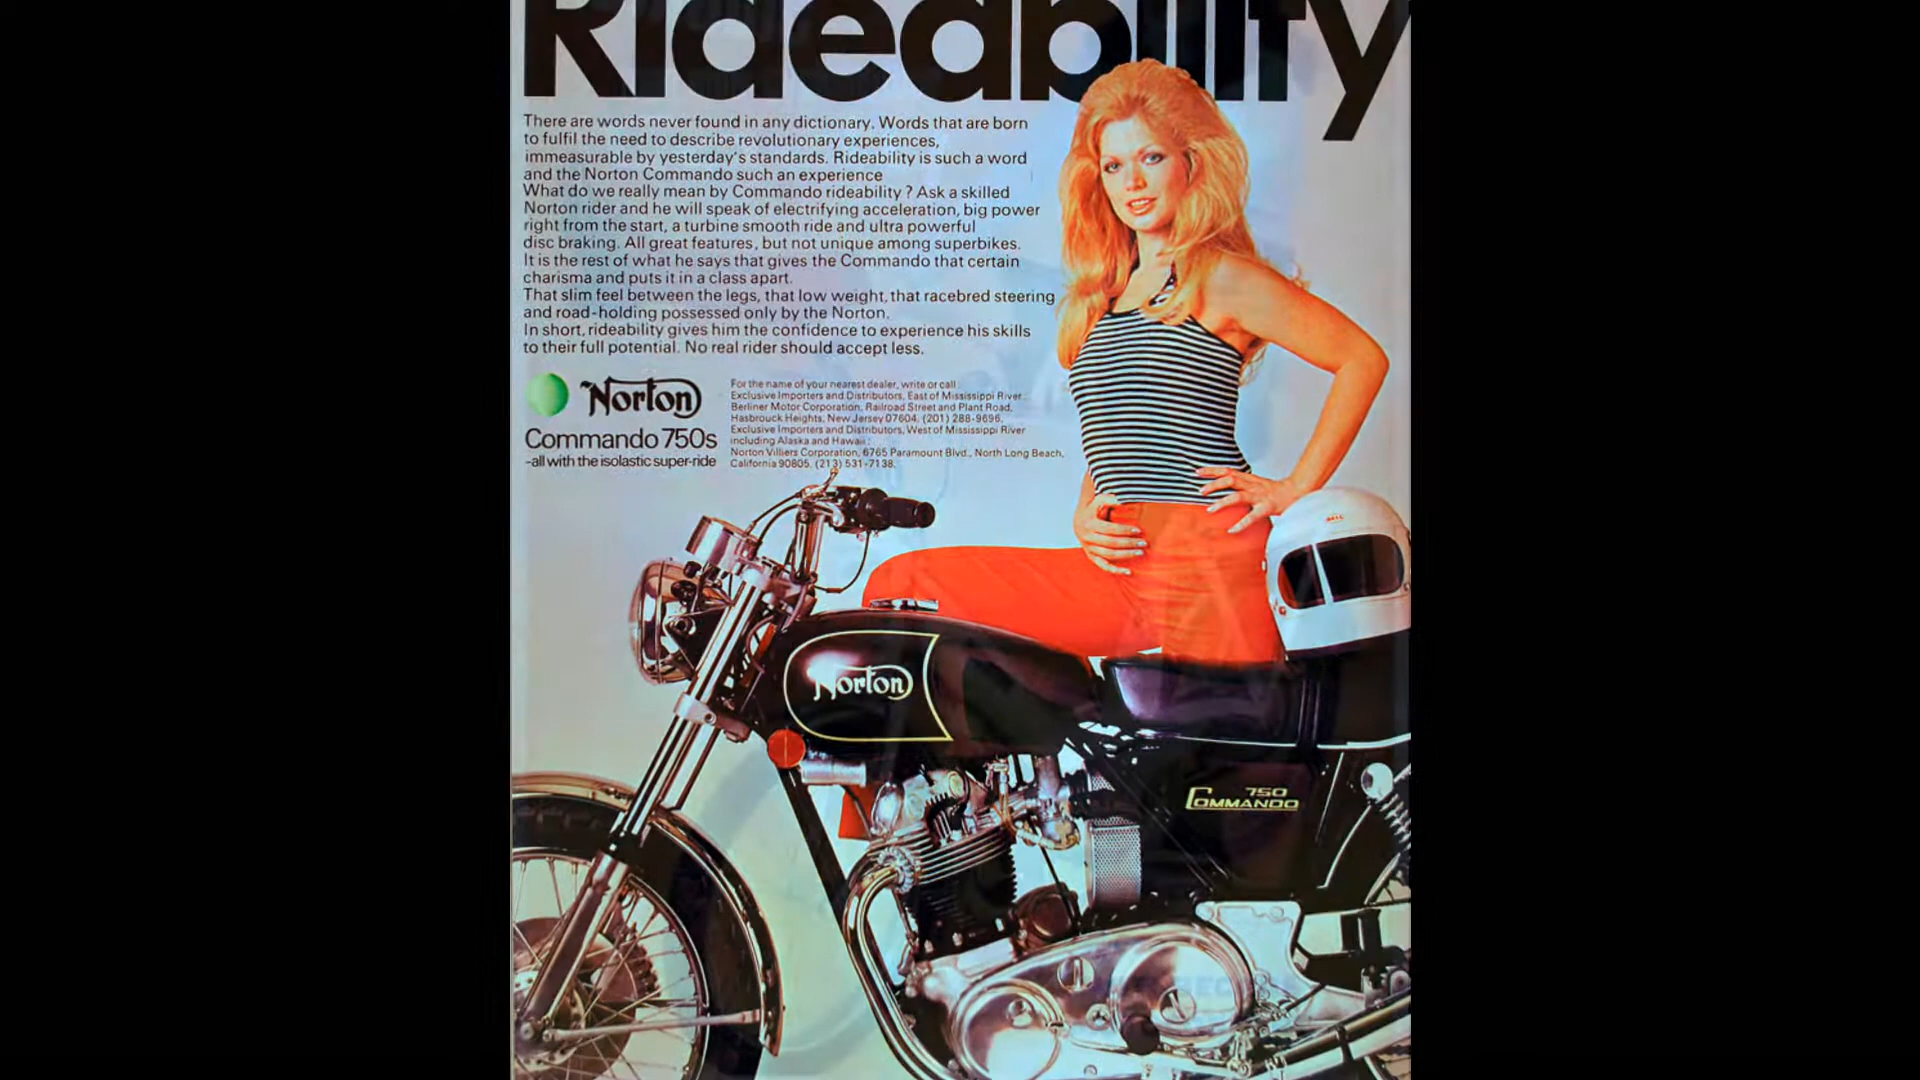 Rideability
There are words never found in any dictionary. Words that are born
to fulfil the need to describe revolutionary experiences,
immeasurable by yesterday's standards. Rideability is such a word
and the Norton Commando such an experience
What do we really mean by Commando rideability? Ask a skilled
Norton rider and he will speak of electrifying acceleration, big power
right from the start, a turbine smooth ride and ultra powerful
disc braking. All great features, but not unique among superbikes.
It is the rest of what he says that gives the Commando that certain
charisma and puts it in a class apart.
That slim feel between the legs, that low weight, that racebred steering
and road-holding possessed only by the Norton.
In short, rideability gives him the confidence to experience his skills
to their full potential. No real rider should accept less.
Norton
Commando 750s
-all with the isolastic super-ride
For the name of your nearest dealer, write or call
Exclusive Importers and Distributors, East of Mississippi River:
Berliner Motor Corporation, Railroad Street and Plant Road,
Hasbrouck Heights, New Jersey 07604. (201) 288-9696.
Exclusive Importers and Distributors, West of Mississippi River
including Alaska and Hawaii:
Norton Villiers Corporation, 6765 Paramount Blvd., North Long Beach,
California 90805. (213) 531-7138.
BELL
Norton
750
COMMANDO